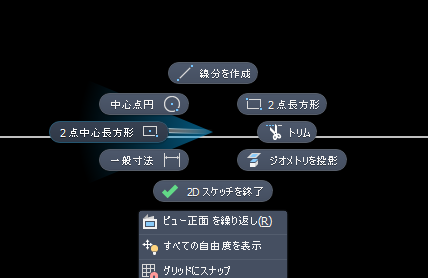 線分を作成
中心点円
２点長方形
２点中心長方形
トリム
一般寸法
ジオメトリを投影
2D スケッチを終了
ビュー正面 を繰り返し(R)
すべての自由度を表示
グリッドにスナップ